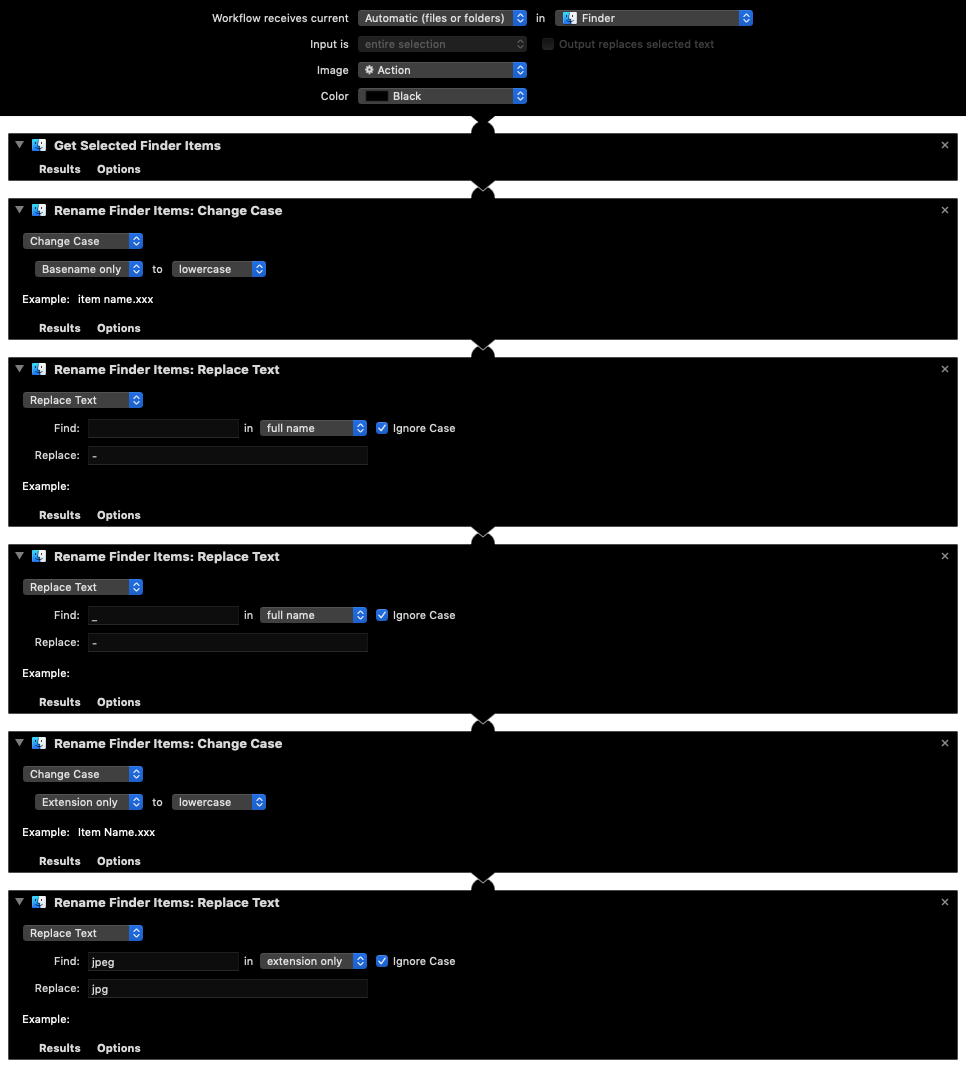 Workflow receives current Automatic (files or folders) in Finder
Input is entire selection Output replaces selected text
Image Action
Color Black
Get Selected Finder Items
Results Options
Rename Finder Items: Change Case
Change Case
Basename only to lowercase
Example: item name.xxx
Results Options
Rename Finder Items: Replace Text
Replace Text
Find: in full name Ignore Case
Replace: -
Example:
Results Options
Rename Finder Items: Replace Text
Replace Text
Find: _ in full name Ignore Case
Replace: -
Example:
Results Options
Rename Finder Items: Change Case
Change Case
Extension only to lowercase
Example: Item Name.xxx
Results Options
Rename Finder Items: Replace Text
Replace Text
Find: jpeg in extension only Ignore Case
Replace: jpg
Example:
Results Options